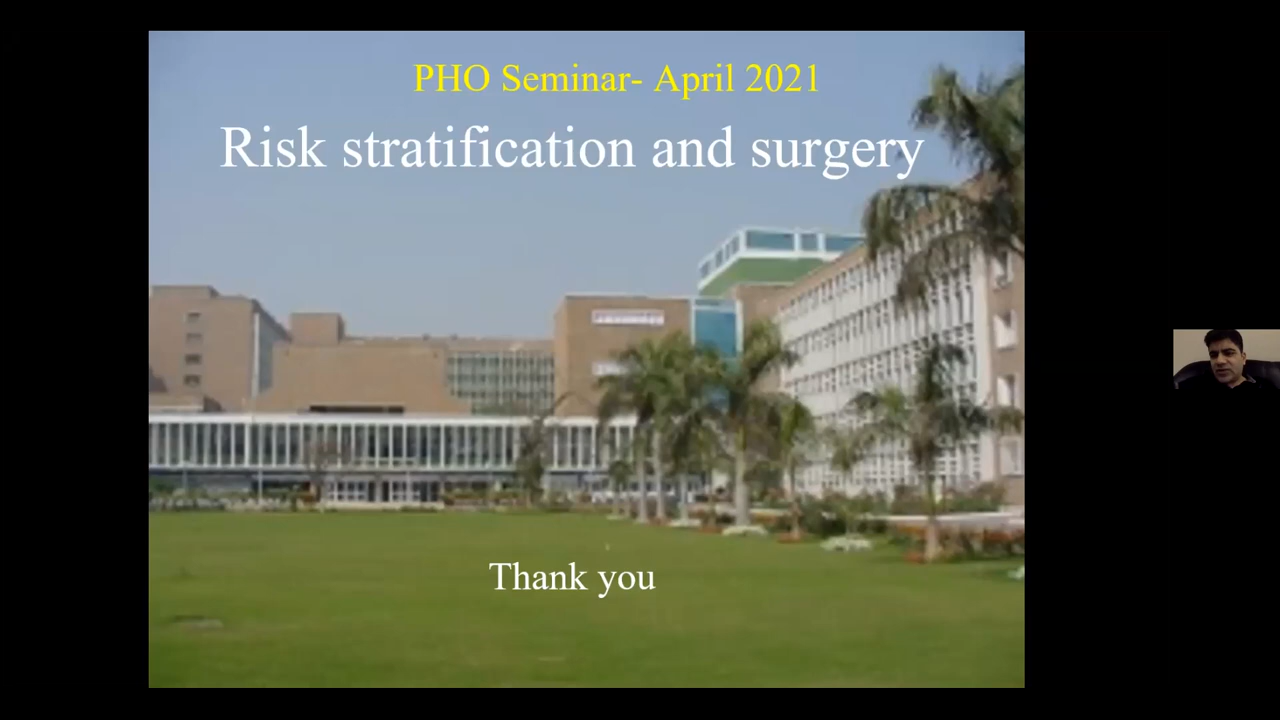 PHO Seminar- April 2021
Risk stratification and surgery
Thank you